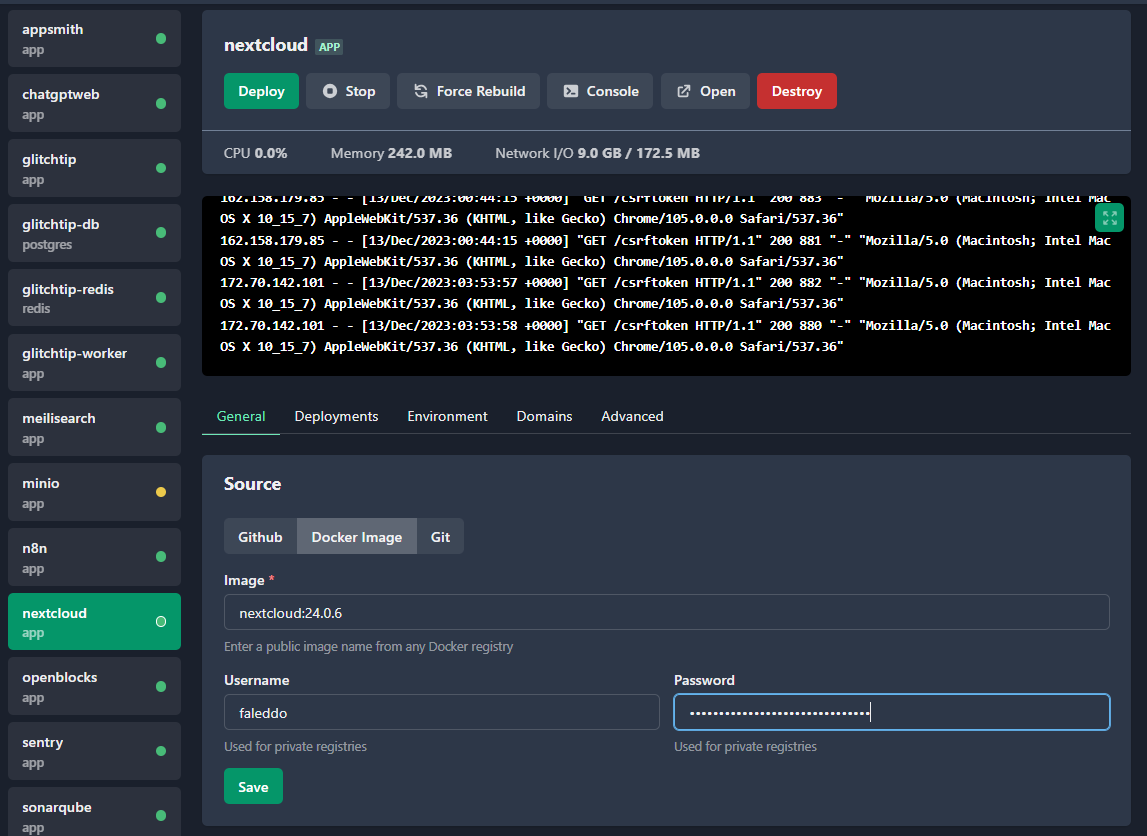 appsmith
app
chatgptweb
app
glitchtip
app
glitchtip-db
postgres
glitchtip-redis
redis
glitchtip-worker
app
meilisearch
app
minio
app
n8n
app
nextcloud
app
openblocks
app
sentry
app
sonarqube
app
nextcloud APP
Deploy Stop Force Rebuild Console Open Destroy
CPU 0.0% Memory 242.0 MB Network I/O 9.0 GB / 172.5 MB
162.158.179.85 - - [13/Dec/2023:00:44:15 +0000] "GET /csrftoken HTTP/1.1" 200 883 "-" "Mozilla/5.0 (Macintosh; Intel Mac
OS X 10_15_7) AppleWebKit/537.36 (KHTML, like Gecko) Chrome/105.0.0.0 Safari/537.36"
162.158.179.85 - - [13/Dec/2023:00:44:15 +0000] "GET /csrftoken HTTP/1.1" 200 881 "-" "Mozilla/5.0 (Macintosh; Intel Mac
OS X 10_15_7) AppleWebKit/537.36 (KHTML, like Gecko) Chrome/105.0.0.0 Safari/537.36"
172.70.142.101 - - [13/Dec/2023:03:53:57 +0000] "GET /csrftoken HTTP/1.1" 200 882 "-" "Mozilla/5.0 (Macintosh; Intel Mac
OS X 10_15_7) AppleWebKit/537.36 (KHTML, like Gecko) Chrome/105.0.0.0 Safari/537.36"
172.70.142.101 - - [13/Dec/2023:03:53:58 +0000] "GET /csrftoken HTTP/1.1" 200 880 "-" "Mozilla/5.0 (Macintosh; Intel Mac
OS X 10_15_7) AppleWebKit/537.36 (KHTML, like Gecko) Chrome/105.0.0.0 Safari/537.36"
General Deployments Environment Domains Advanced
Source
Github Docker Image Git
Image *
nextcloud:24.0.6
Enter a public image name from any Docker registry
Username Password
faleddo
Used for private registries Used for private registries
Save